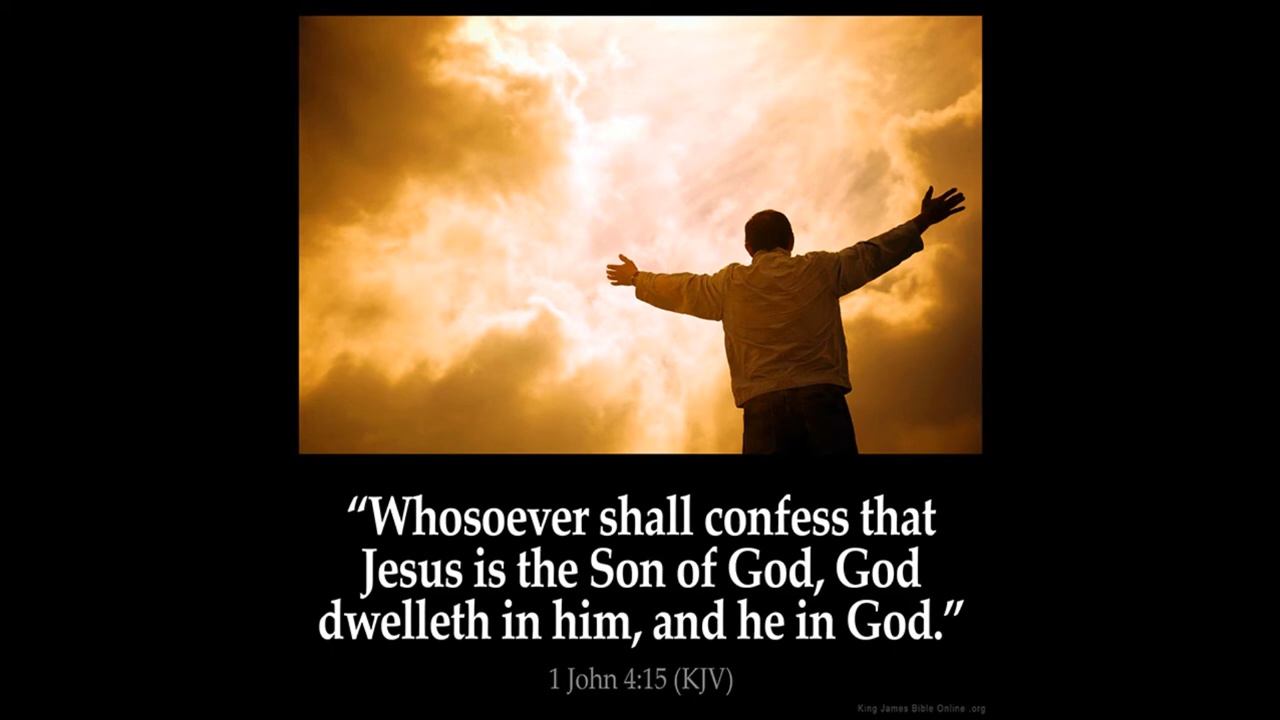 “Whosoever shall confess that
Jesus is the Son of God, God
dwelleth in him, and he in God.”
1 John 4:15 (KJV)
King James Bible Online .org